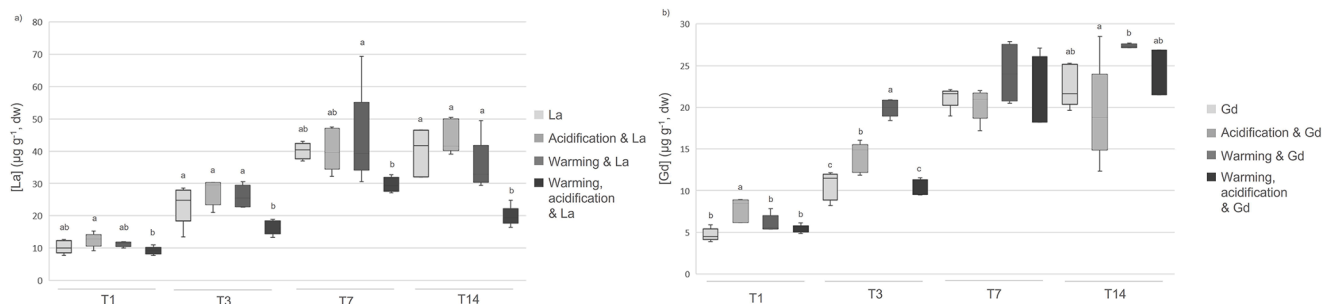 a)
[La] (µg g⁻¹, dw)
80
70
60
50
40
30
20
10
0
ab
a
ab
b
a
a
a
b
ab
ab
a
b
a
a
a
b
T1
T3
T7
T14
La
Acidification & La
Warming & La
Warming,
acidification
& La
b)
[Gd] (µg g⁻¹, dw)
30
25
20
15
10
5
0
b
a
b
b
c
b
a
c
ab
a
b
ab
T1
T3
T7
T14
Gd
Acidification & Gd
Warming & Gd
Warming,
acidification
& Gd